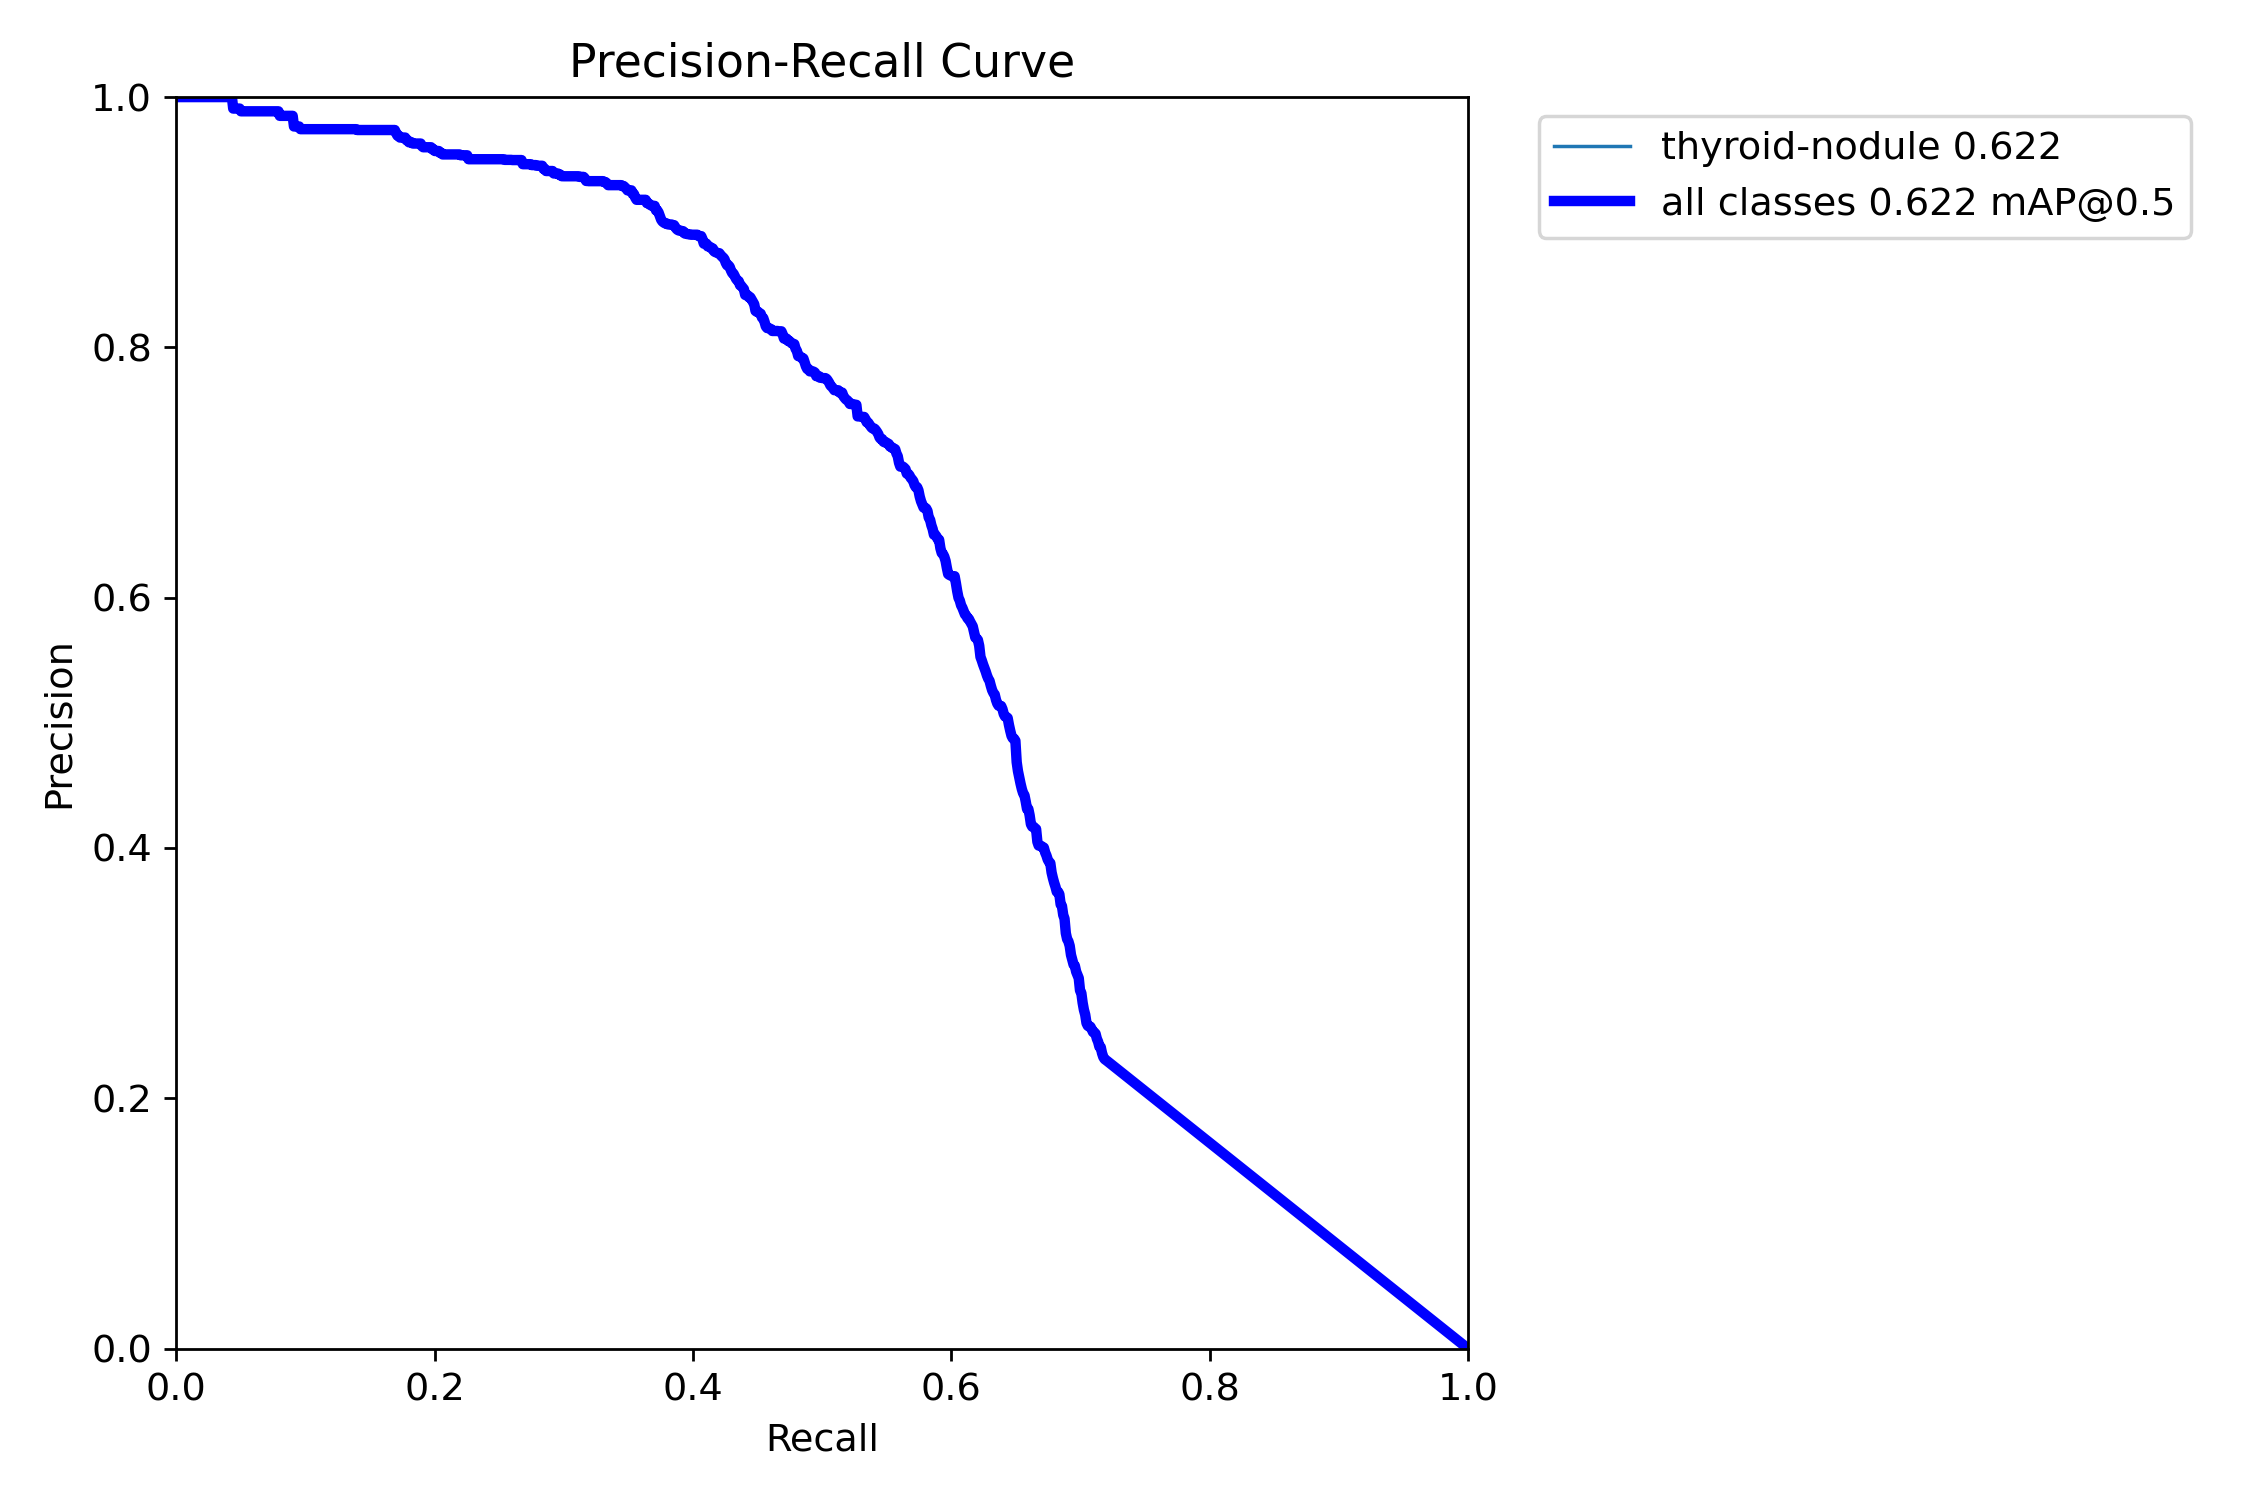 Precision-Recall Curve
thyroid-nodule 0.622
all classes 0.622 mAP@0.5
1.0
0.8
0.6
0.4
0.2
0.0
Precision
0.0 0.2 0.4 0.6 0.8 1.0
Recall